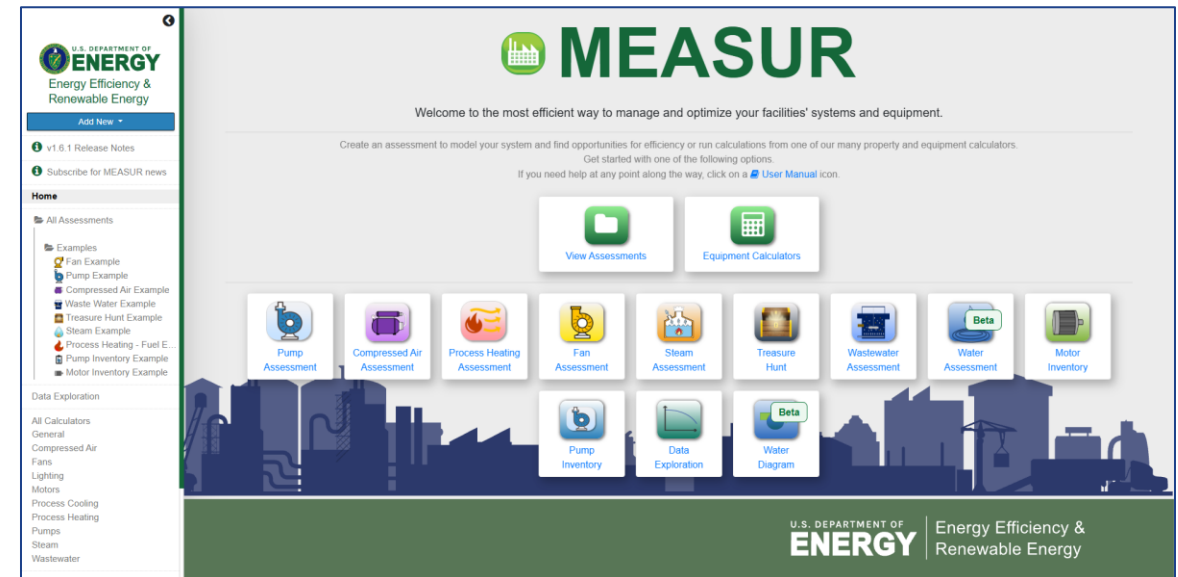 U.S. DEPARTMENT OF
ENERGY
Energy Efficiency &
Renewable Energy
Add New
v1.6.1 Release Notes
Subscribe for MEASUR news
Home
All Assessments
Examples
Fan Example
Pump Example
Compressed Air Example
Waste Water Example
Treasure Hunt Example
Steam Example
Process Heating - Fuel E...
Pump Inventory Example
Motor Inventory Example
Data Exploration
All Calculators
General
Compressed Air
Fans
Lighting
Motors
Process Cooling
Process Heating
Pumps
Steam
Wastewater
MEASUR
Welcome to the most efficient way to manage and optimize your facilities' systems and equipment.
Create an assessment to model your system and find opportunities for efficiency or run calculations from one of our many property and equipment calculators.
Get started with one of the following options.
If you need help at any point along the way, click on a User Manual icon.
View Assessments
Equipment Calculators
Pump
Assessment
Compressed Air
Assessment
Process Heating
Assessment
Fan
Assessment
Steam
Assessment
Treasure
Hunt
Wastewater
Assessment
Beta
Water
Assessment
Motor
Inventory
Pump
Inventory
Data
Exploration
Beta
Water
Diagram
U.S. DEPARTMENT OF
ENERGY
Energy Efficiency &
Renewable Energy